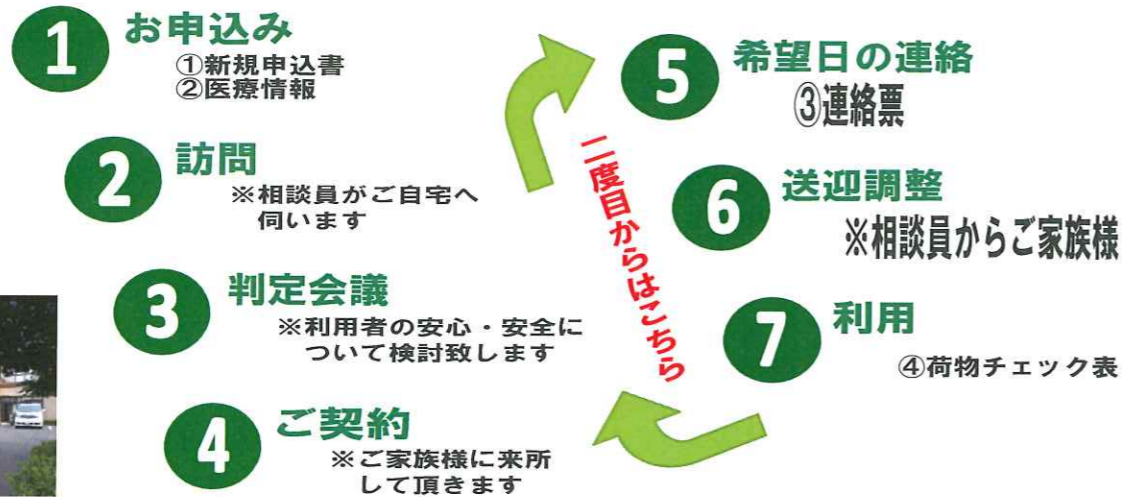 1 お申込み
①新規申込書
②医療情報
2 訪問
※相談員がご自宅へ
伺います
3 判定会議
※利用者の安心・安全に
ついて検討致します
4 ご契約
※ご家族様に来所
して頂きます
二度目からはこちら
5 希望日の連絡
③連絡票
6 送迎調整
※相談員からご家族様
7 利用
④荷物チェック表